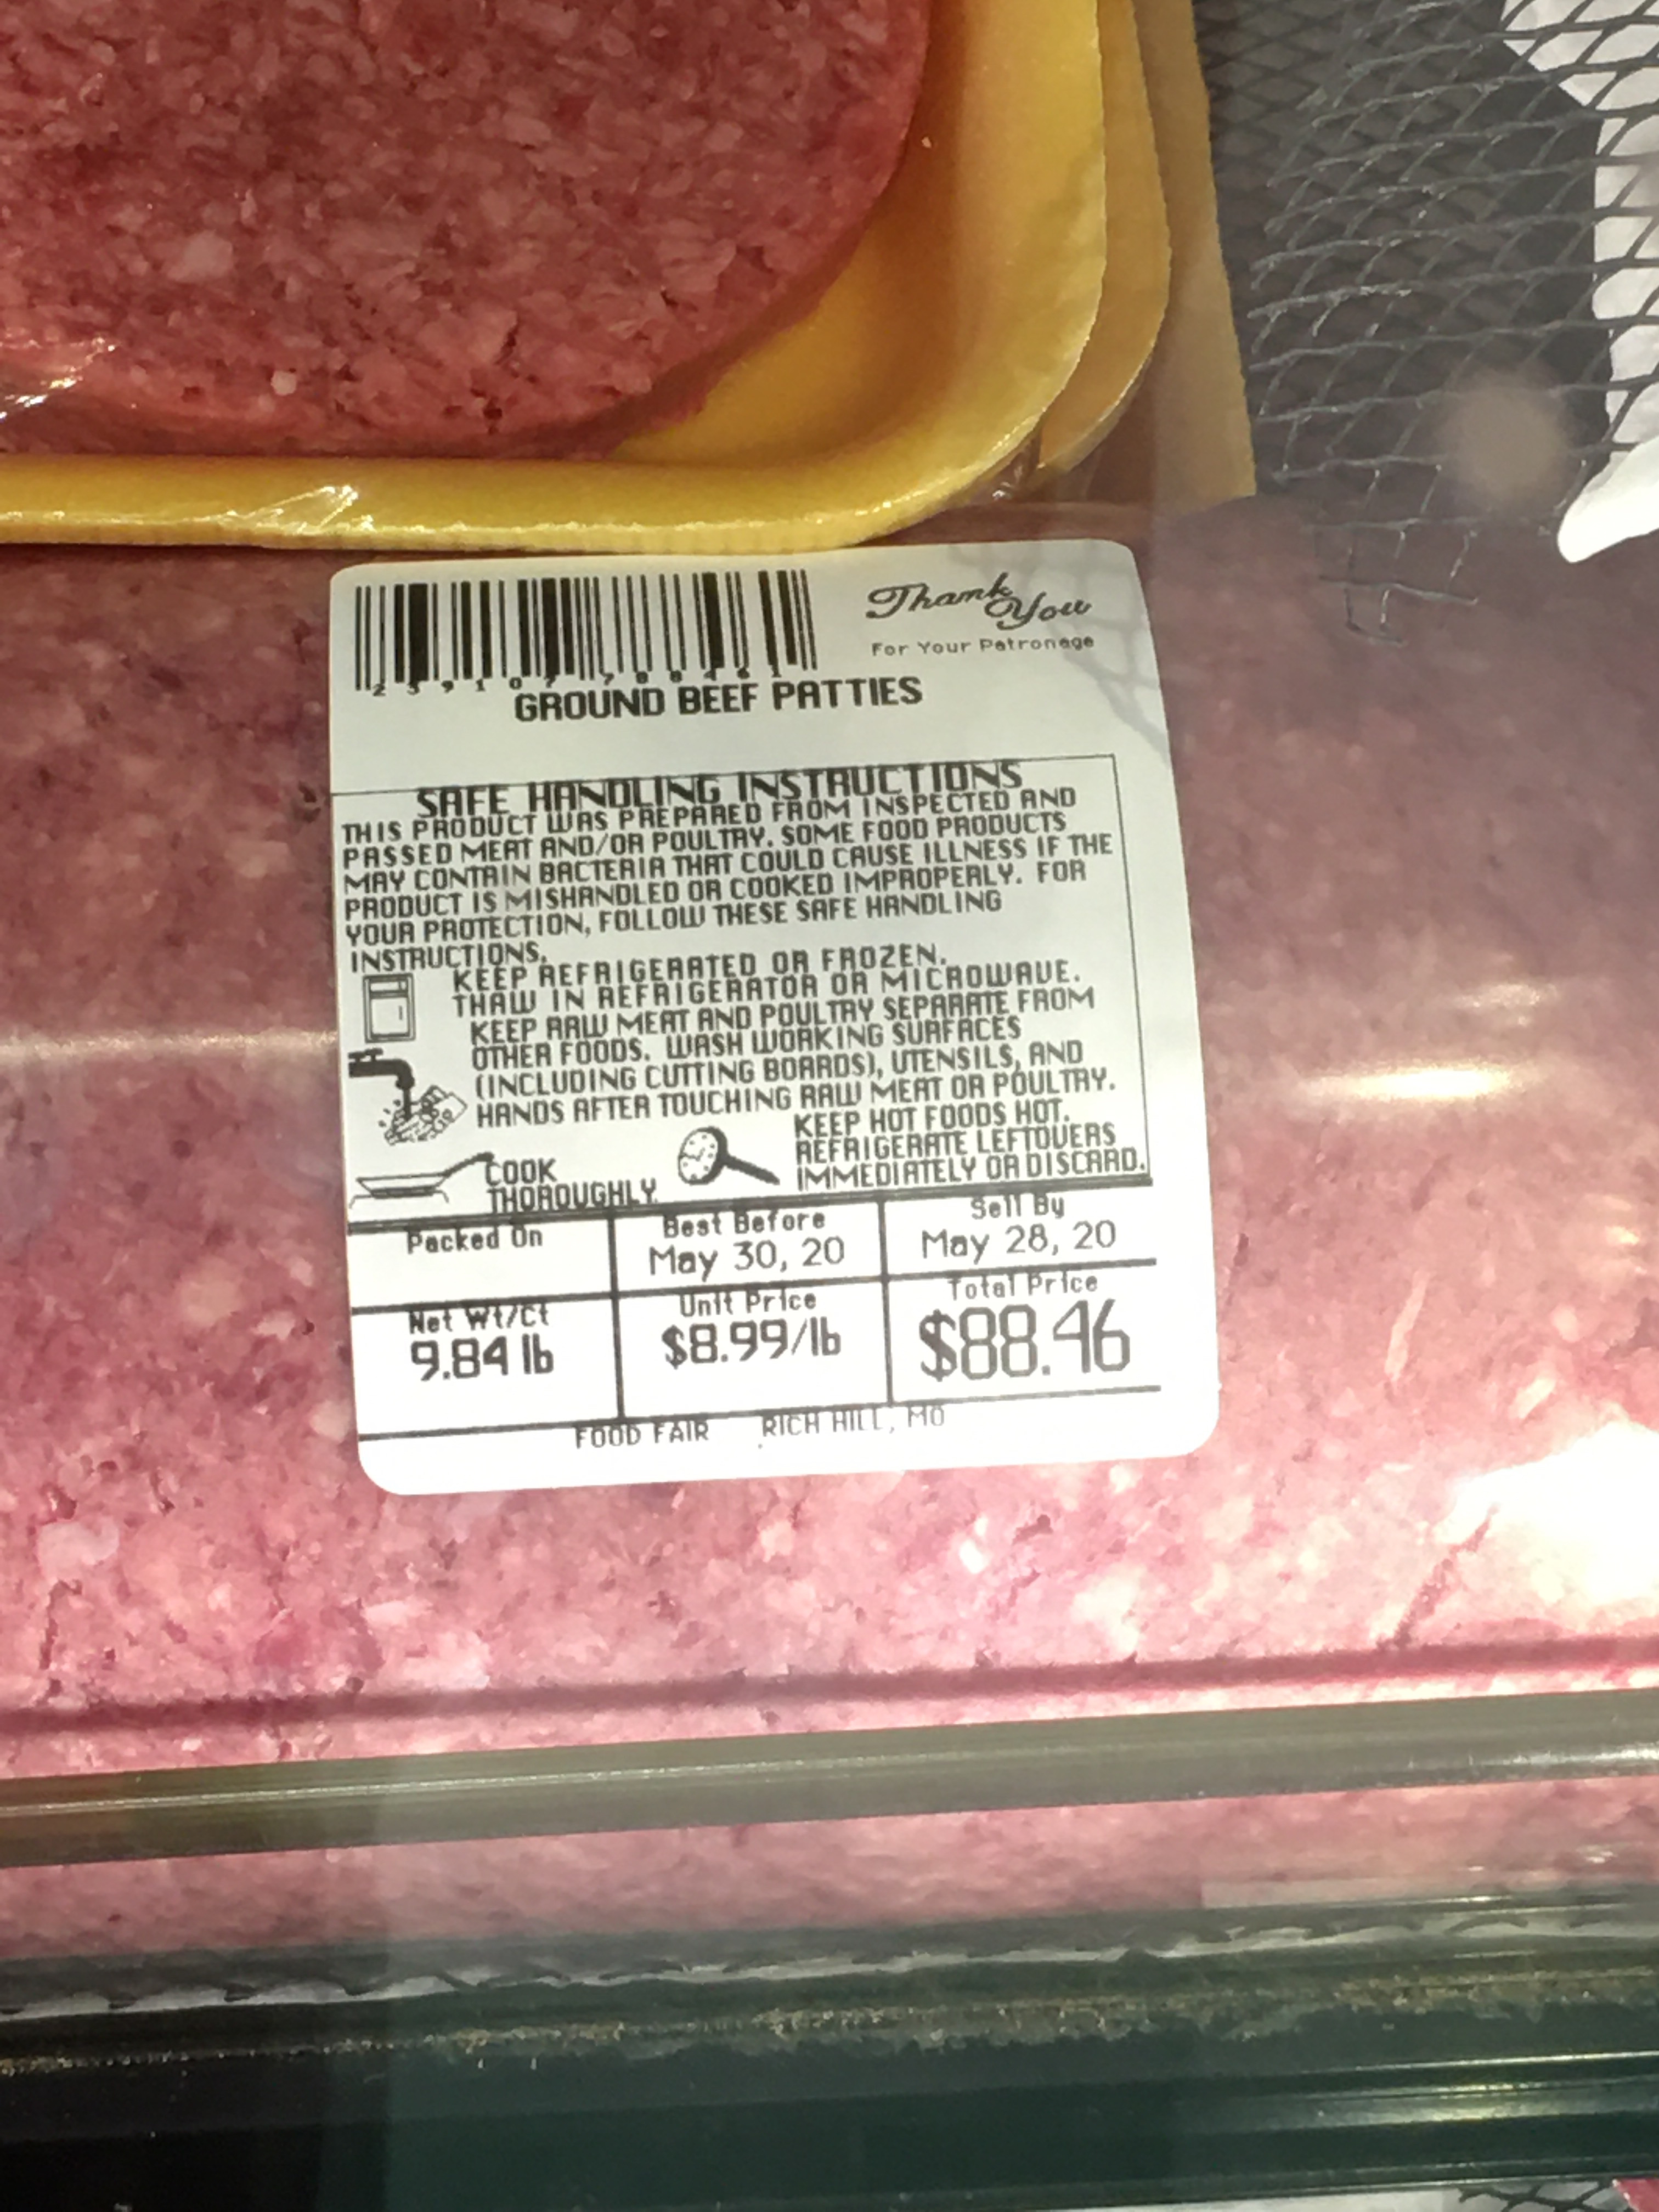 Thank You
For Your Patronage
GROUND BEEF PATTIES
SAFE HANDLING INSTRUCTIONS
THIS PRODUCT WAS PREPARED FROM INSPECTED AND
PASSED MEAT AND/OR POULTRY. SOME FOOD PRODUCTS
MAY CONTAIN BACTERIA THAT COULD CAUSE ILLNESS IF THE
PRODUCT IS MISHANDLED OR COOKED IMPROPERLY. FOR
YOUR PROTECTION, FOLLOW THESE SAFE HANDLING
INSTRUCTIONS.
KEEP REFRIGERATED OR FROZEN.
THAW IN REFRIGERATOR OR MICROWAVE.
KEEP RAW MEAT AND POULTRY SEPARATE FROM
OTHER FOODS. WASH WORKING SURFACES
(INCLUDING CUTTING BOARDS), UTENSILS, AND
HANDS AFTER TOUCHING RAW MEAT OR POULTRY.
COOK
THOROUGHLY.
KEEP HOT FOODS HOT.
REFRIGERATE LEFTOVERS
IMMEDIATELY OR DISCARD.
Packed On
Best Before
May 30, 20
Sell By
May 28, 20
Net Wt/Ct
9.84 lb
Unit Price
$8.99/lb
Total Price
$88.46
FOOD FAIR RICH HILL, MO